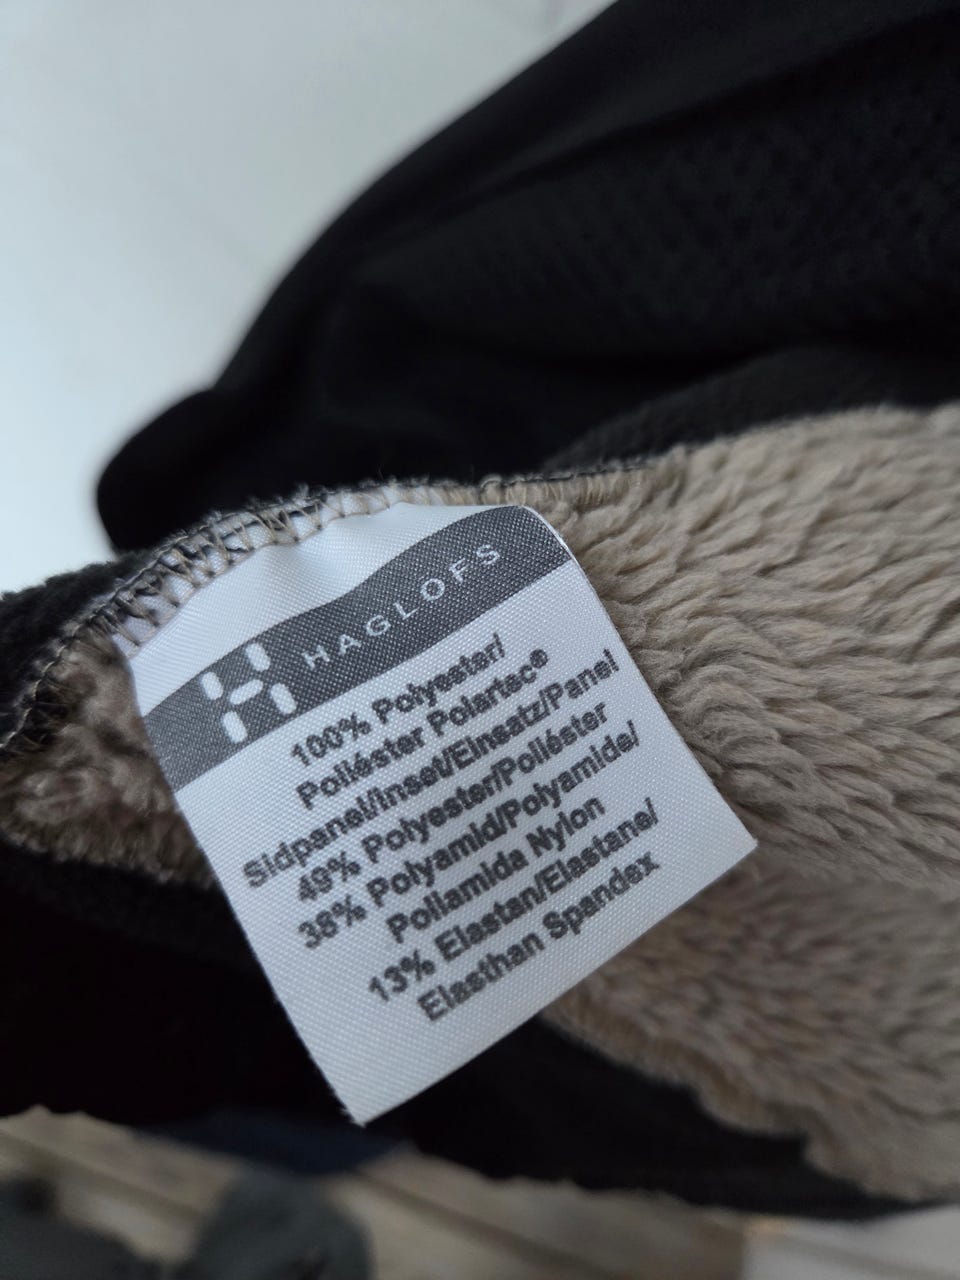 HAGLOFS
100% Polyester/
Poliéster Polartec®
Sidpanel/Inset/Einsatz/Panel
49% Polyester/Poliéster
38% Polyamid/Polyamide/
Poliamida Nylon
13% Elastan/Elastane/
Elasthan Spandex